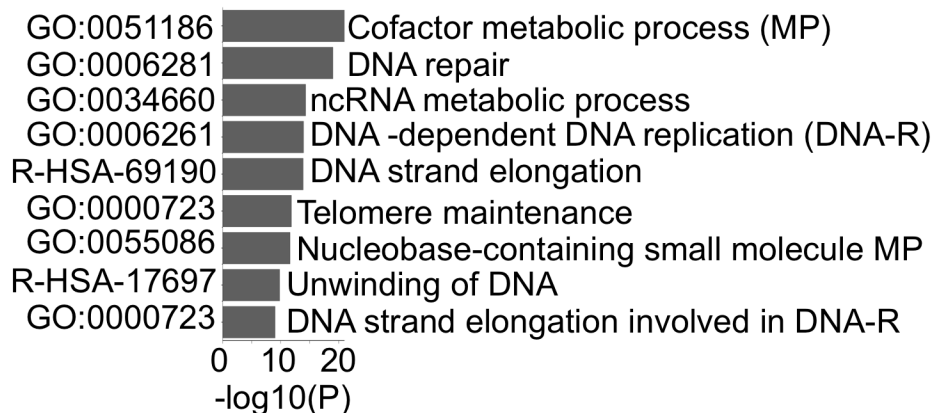 GO:0051186 Cofactor metabolic process (MP)
GO:0006281 DNA repair
GO:0034660 ncRNA metabolic process
GO:0006261 DNA -dependent DNA replication (DNA-R)
R-HSA-69190 DNA strand elongation
GO:0000723 Telomere maintenance
GO:0055086 Nucleobase-containing small molecule MP
R-HSA-17697 Unwinding of DNA
GO:0000723 DNA strand elongation involved in DNA-R
0 10 20
-log10(P)